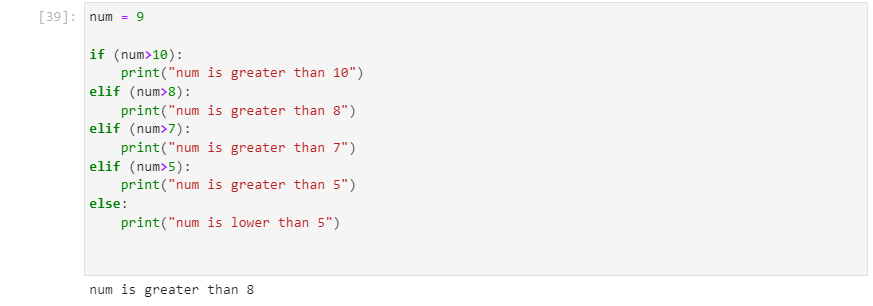 [39]: num = 9
if (num>10):
    print("num is greater than 10")
elif (num>8):
    print("num is greater than 8")
elif (num>7):
    print("num is greater than 7")
elif (num>5):
    print("num is greater than 5")
else:
    print("num is lower than 5")
num is greater than 8